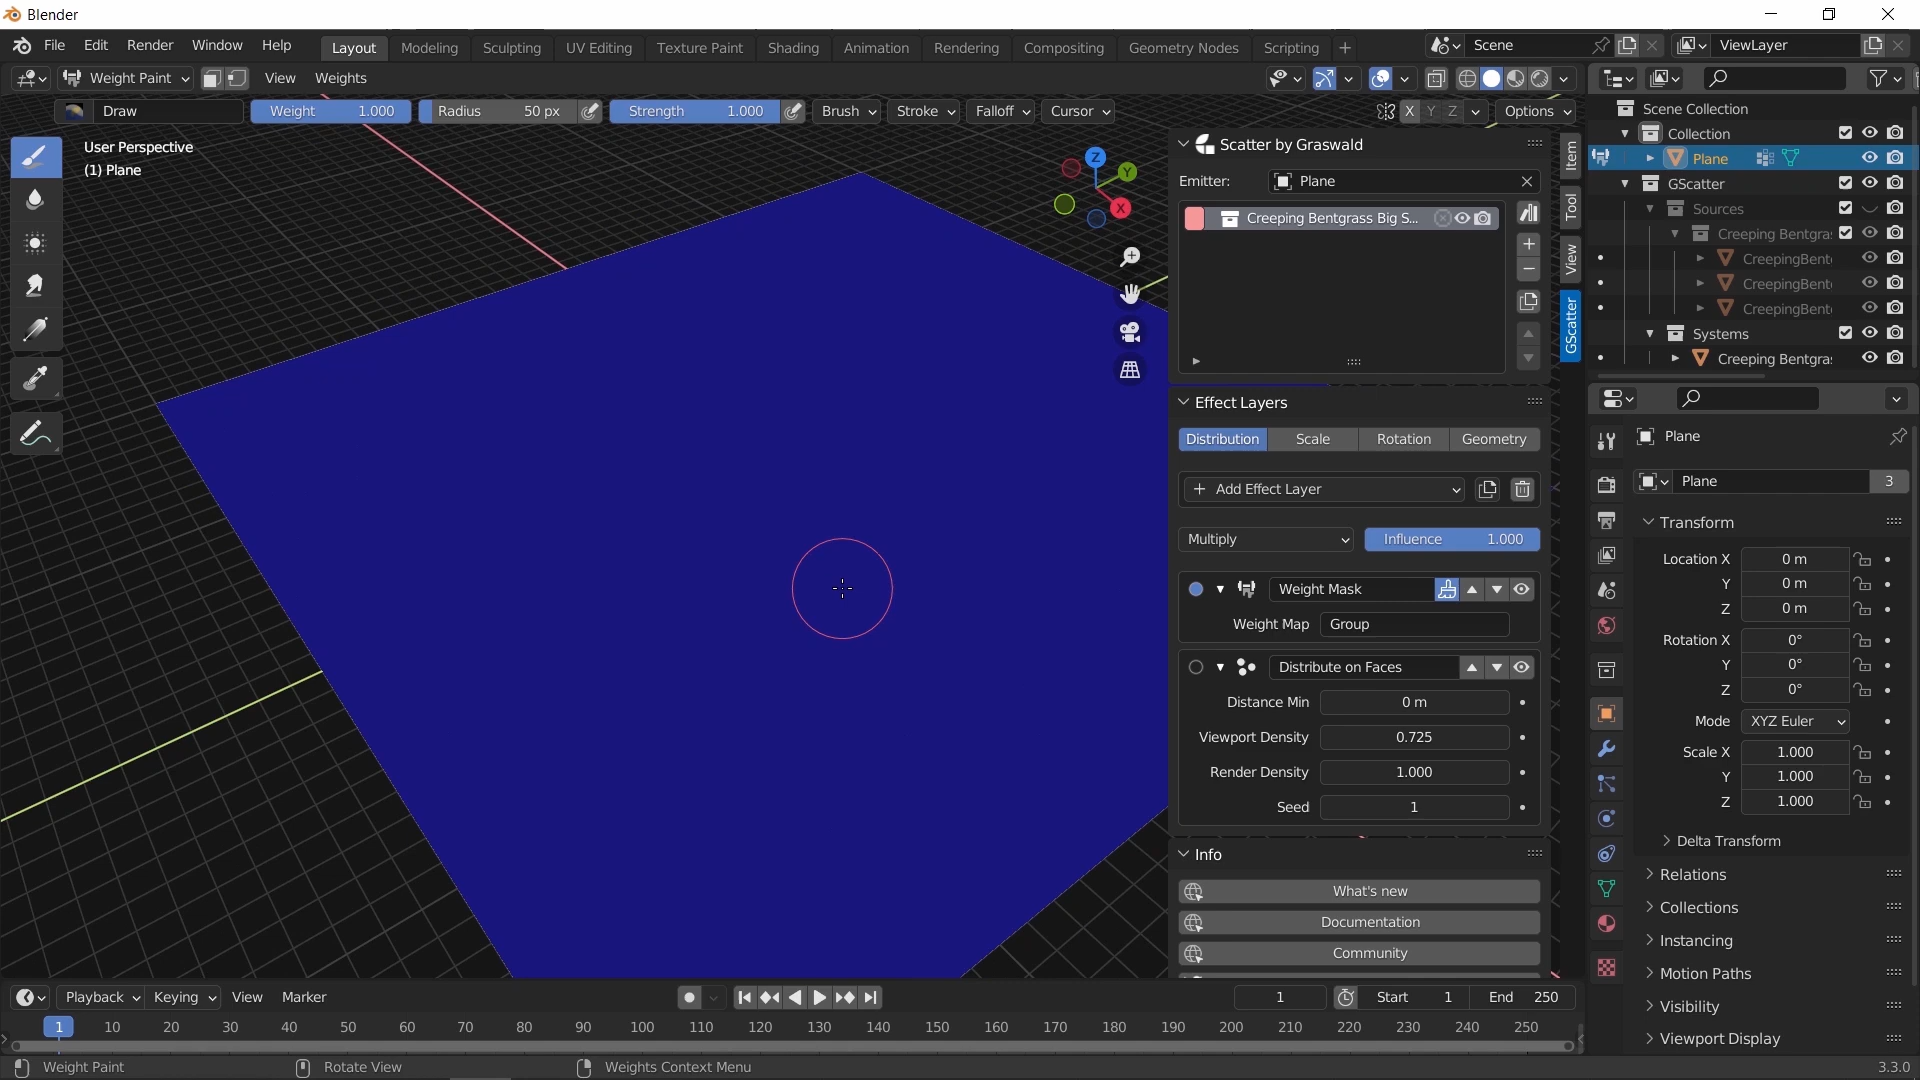 Blender
File Edit Render Window Help Layout Modeling Sculpting UV Editing Texture Paint Shading Animation Rendering Compositing Geometry Nodes Scripting + Scene ViewLayer
Weight Paint View Weights
Draw Weight 1.000 Radius 50 px Strength 1.000 Brush Stroke Falloff Cursor X Y Z Options
User Perspective
(1) Plane
Z
Y
X
Scatter by Graswald
Emitter: Plane
Creeping Bentgrass Big S...
Item
Tool
View
GScatter
Effect Layers
Distribution Scale Rotation Geometry
+ Add Effect Layer
Multiply Influence 1.000
Weight Mask
Weight Map Group
Distribute on Faces
Distance Min 0 m
Viewport Density 0.725
Render Density 1.000
Seed 1
Info
What's new
Documentation
Community
Scene Collection
Collection
Plane
GScatter
Sources
Creeping Bentgra
CreepingBent
CreepingBent
CreepingBent
Systems
Creeping Bentgra
Plane
Plane 3
Transform
Location X 0 m
Y 0 m
Z 0 m
Rotation X 0°
Y 0°
Z 0°
Mode XYZ Euler
Scale X 1.000
Y 1.000
Z 1.000
Delta Transform
Relations
Collections
Instancing
Motion Paths
Visibility
Viewport Display
Playback Keying View Marker 1 Start 1 End 250
1 10 20 30 40 50 60 70 80 90 100 110 120 130 140 150 160 170 180 190 200 210 220 230 240 250
Weight Paint Rotate View Weights Context Menu 3.3.0